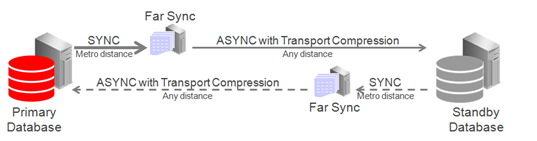 Far Sync
SYNC
Metro distance
ASYNC with Transport Compression
Any distance
ASYNC with Transport Compression
Any distance
Far Sync
SYNC
Metro distance
Primary
Database
Standby
Database